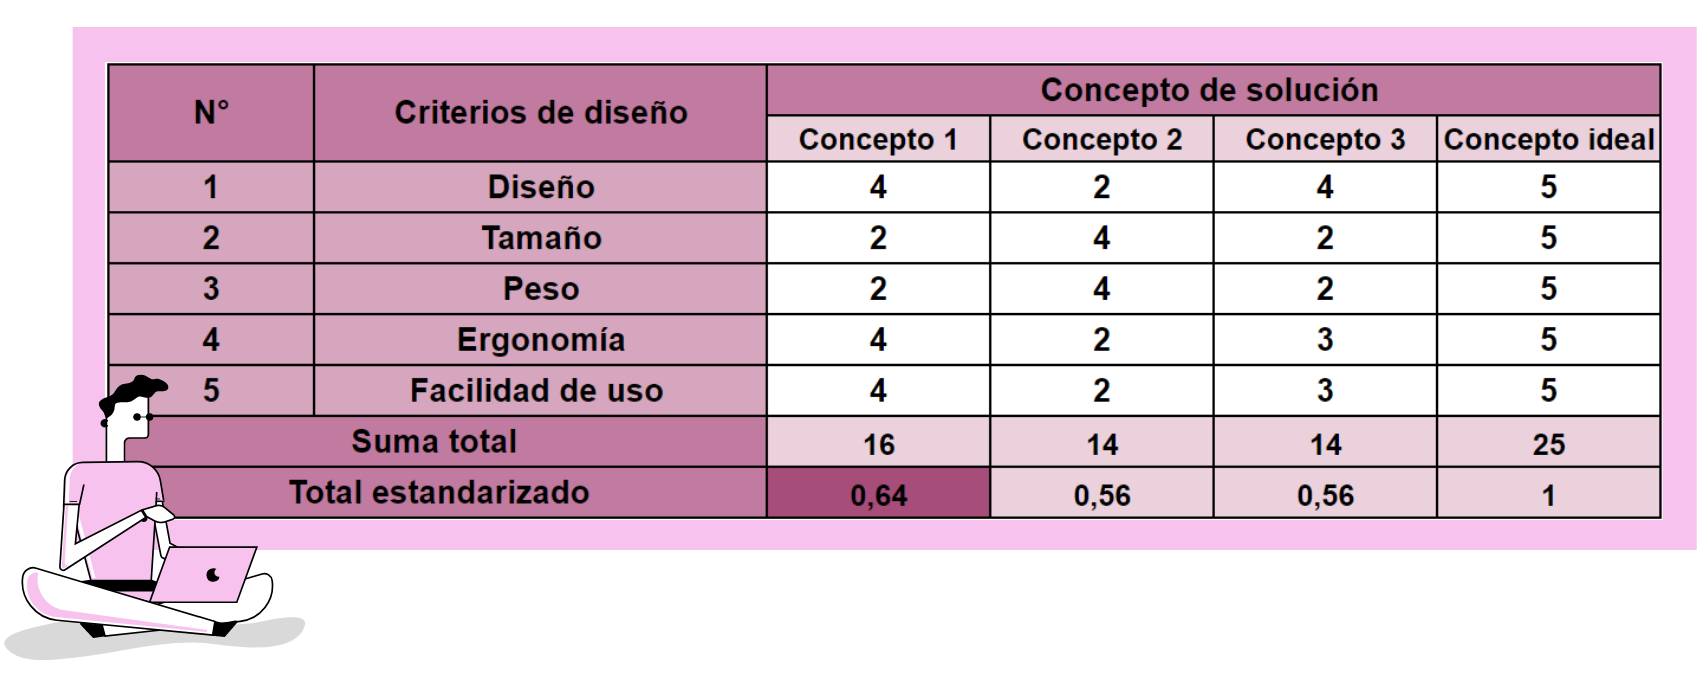 N° Criterios de diseño Concepto de solución
Concepto 1 Concepto 2 Concepto 3 Concepto ideal
1 Diseño 4 2 4 5
2 Tamaño 2 4 2 5
3 Peso 2 4 2 5
4 Ergonomía 4 2 3 5
5 Facilidad de uso 4 2 3 5
Suma total 16 14 14 25
Total estandarizado 0,64 0,56 0,56 1